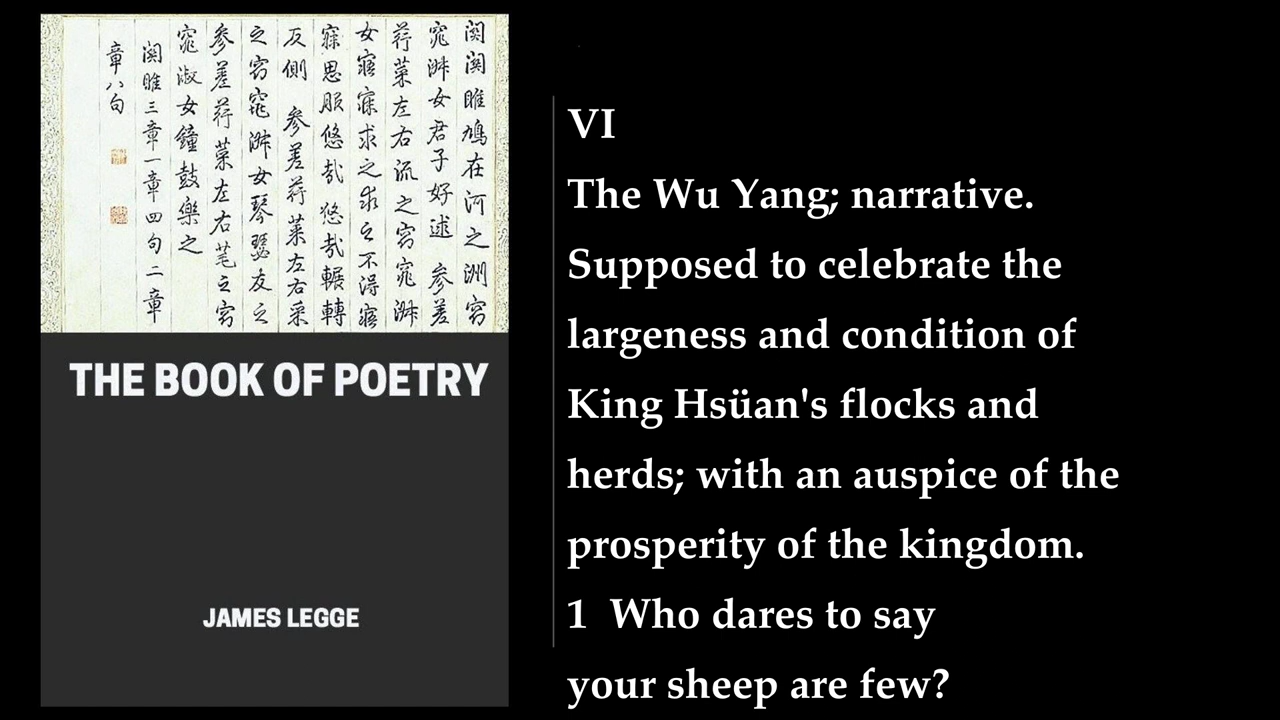 関関雎鳩在河之洲窈
窕淑女君子好逑 參差
荇菜左右流之窈窕淑
女寤寐求之求之不得寤
寐思服悠哉悠哉輾轉
反側 參差荇菜左右采
之窈窕淑女琴瑟友之
參差荇菜左右芼之窈
窕淑女鐘鼓樂之
関雎三章一章四句二章
章八句
THE BOOK OF POETRY
JAMES LEGGE
VI
The Wu Yang; narrative.
Supposed to celebrate the
largeness and condition of
King Hsüan's flocks and
herds; with an auspice of the
prosperity of the kingdom.
1 Who dares to say
your sheep are few?